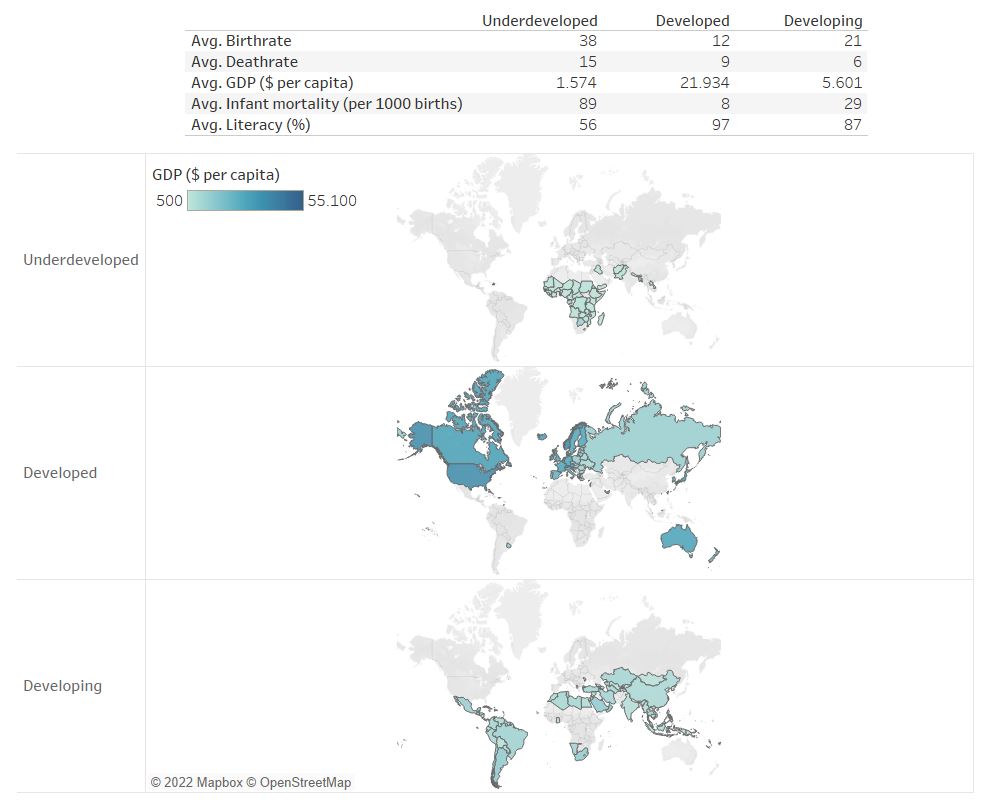 Underdeveloped Developed Developing
Avg. Birthrate 38 12 21
Avg. Deathrate 15 9 6
Avg. GDP ($ per capita) 1.574 21.934 5.601
Avg. Infant mortality (per 1000 births) 89 8 29
Avg. Literacy (%) 56 97 87
GDP ($ per capita)
500 55.100
Underdeveloped
Developed
Developing
© 2022 Mapbox © OpenStreetMap